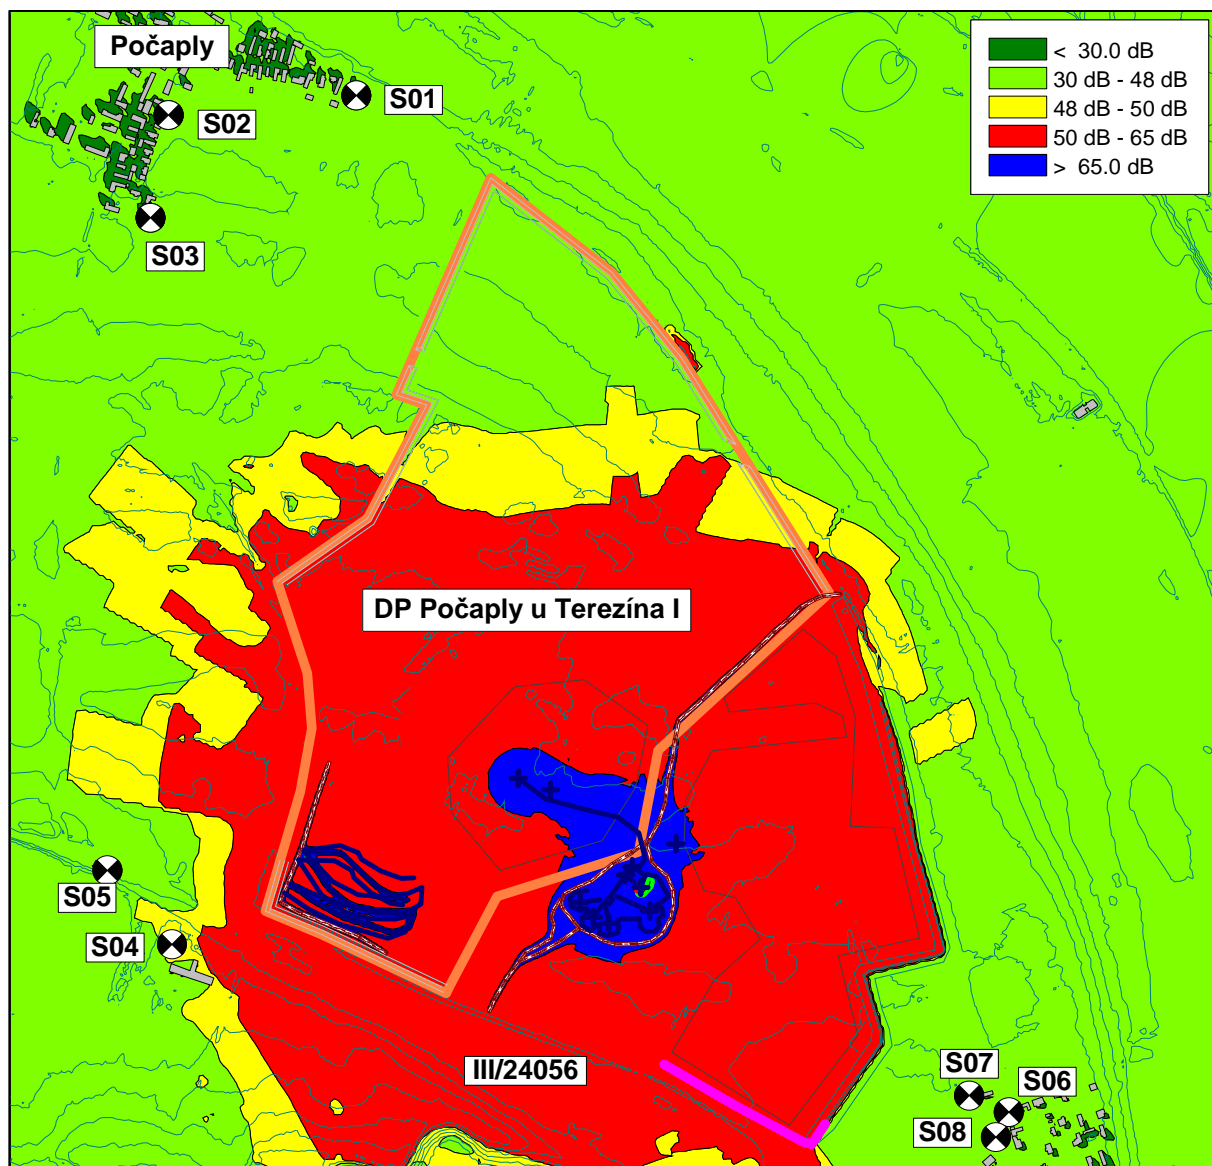 Počaply
S01
S02
S03
< 30.0 dB
30 dB - 48 dB
48 dB - 50 dB
50 dB - 65 dB
> 65.0 dB
DP Počaply u Terezína I
S05
S04
III/24056
S07
S06
S08